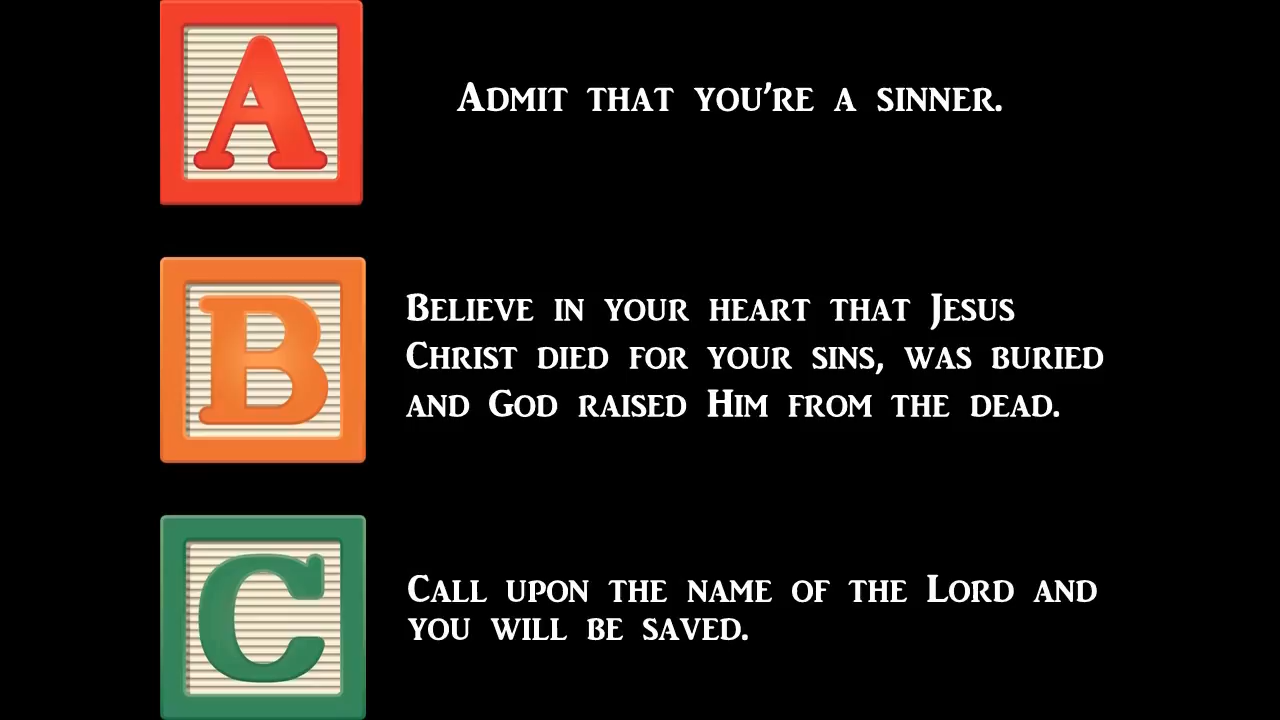 A
Admit that you're a sinner.
B
Believe in your heart that Jesus
Christ died for your sins, was buried
and God raised Him from the dead.
C
Call upon the name of the Lord and
you will be saved.